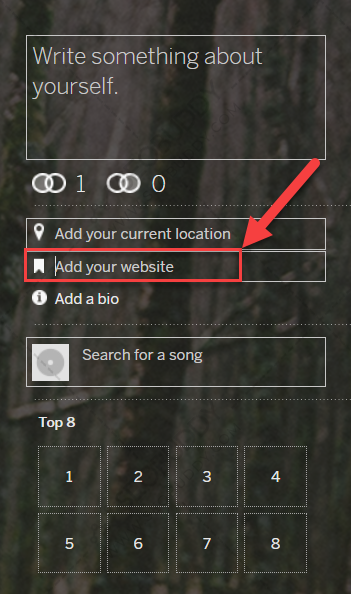 Write something about
yourself.
1 0
Add your current location
Add your website
Add a bio
Search for a song
Top 8
1 2 3 4
5 6 7 8